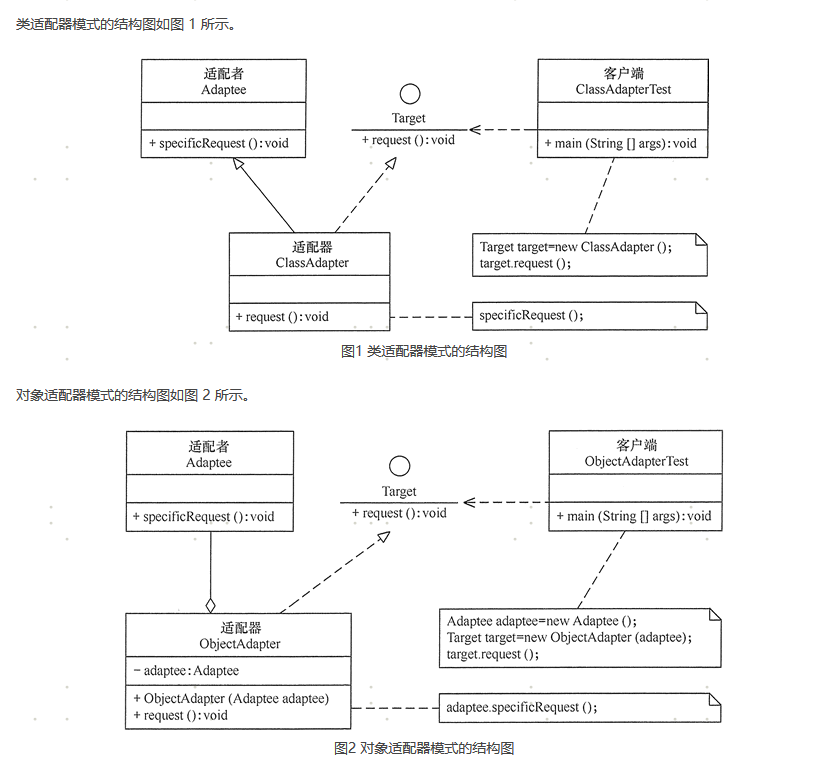 类适配器模式的结构图如图 1 所示。
适配者
Adaptee
+ specificRequest ():void
Target
+ request ():void
客户端
ClassAdapterTest
+ main (String [] args):void
适配器
ClassAdapter
+ request ():void
Target target=new ClassAdapter ();
target.request ();
specificRequest ();
图1 类适配器模式的结构图
对象适配器模式的结构图如图 2 所示。
适配者
Adaptee
+ specificRequest ():void
Target
+ request ():void
客户端
ObjectAdapterTest
+ main (String [] args):void
适配器
ObjectAdapter
− adaptee:Adaptee
+ ObjectAdapter (Adaptee adaptee)
+ request ():void
Adaptee adaptee=new Adaptee ();
Target target=new ObjectAdapter (adaptee);
target.request ();
adaptee.specificRequest ();
图2 对象适配器模式的结构图